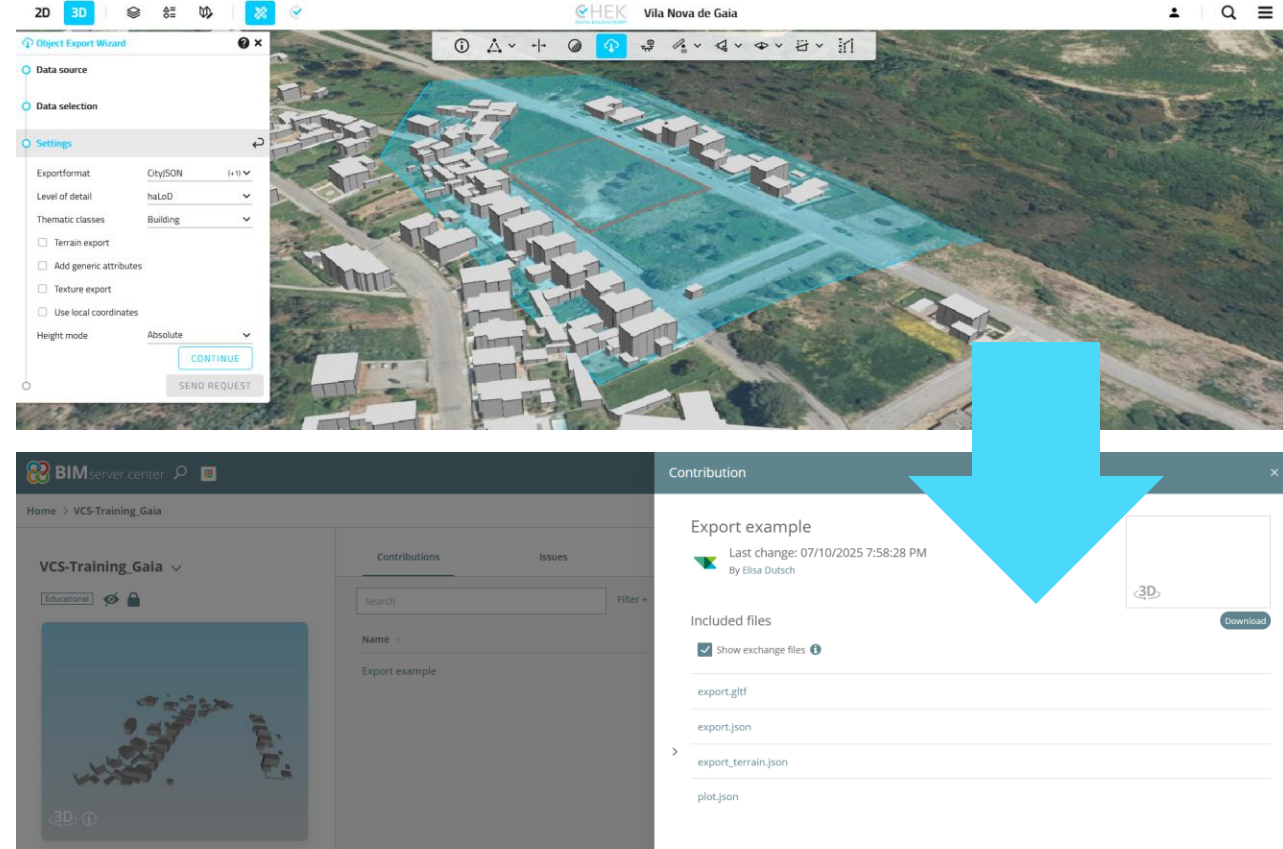 2D 3D
CHEK Vila Nova de Gaia
DIGITAL BUILDING PERMIT
Object Export Wizard
Data source
Data selection
Settings
Exportformat CityJSON (+1)
Level of detail haLoD
Thematic classes Building
Terrain export
Add generic attributes
Texture export
Use local coordinates
Height mode Absolute
CONTINUE
SEND REQUEST
BIMserver.center
Contribution ×
Home > VCS-Training_Gaia
VCS-Training_Gaia
Educational
Contributions Issues
Search Filter +
Name
Export example
3D
Export example
Last change: 07/10/2025 7:58:28 PM
By Elisa Dutsch
3D
Included files Download
Show exchange files
export.gltf
export.json
export_terrain.json
plot.json